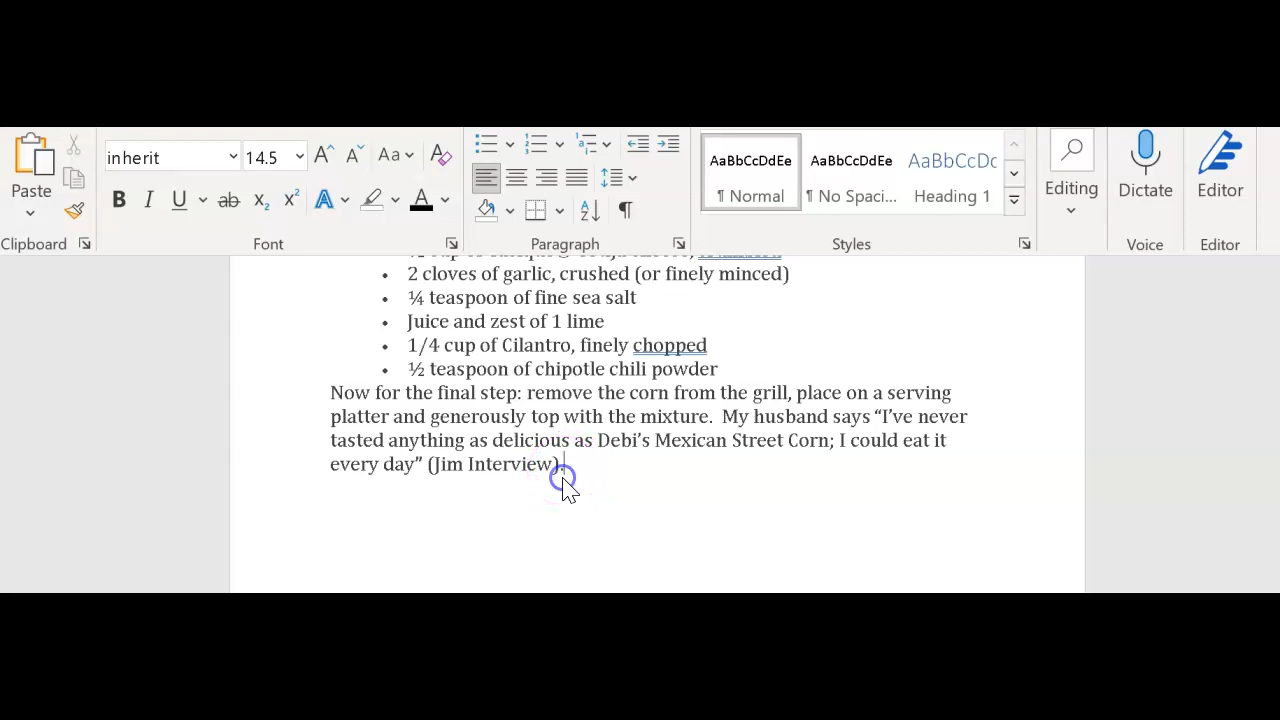 Paste
Clipboard
inherit
14.5
Aa
B I U ab x₂ x² A A
Font
Paragraph
AaBbCcDdEe
¶ Normal
AaBbCcDdEe
¶ No Spaci...
AaBbCcDc
Heading 1
Styles
Editing
Dictate
Voice
Editor
Editor
• 2 cloves of garlic, crushed (or finely minced)
• ¼ teaspoon of fine sea salt
• Juice and zest of 1 lime
• 1/4 cup of Cilantro, finely chopped
• ½ teaspoon of chipotle chili powder
Now for the final step: remove the corn from the grill, place on a serving
platter and generously top with the mixture.  My husband says “I’ve never
tasted anything as delicious as Debi’s Mexican Street Corn; I could eat it
every day” (Jim Interview).